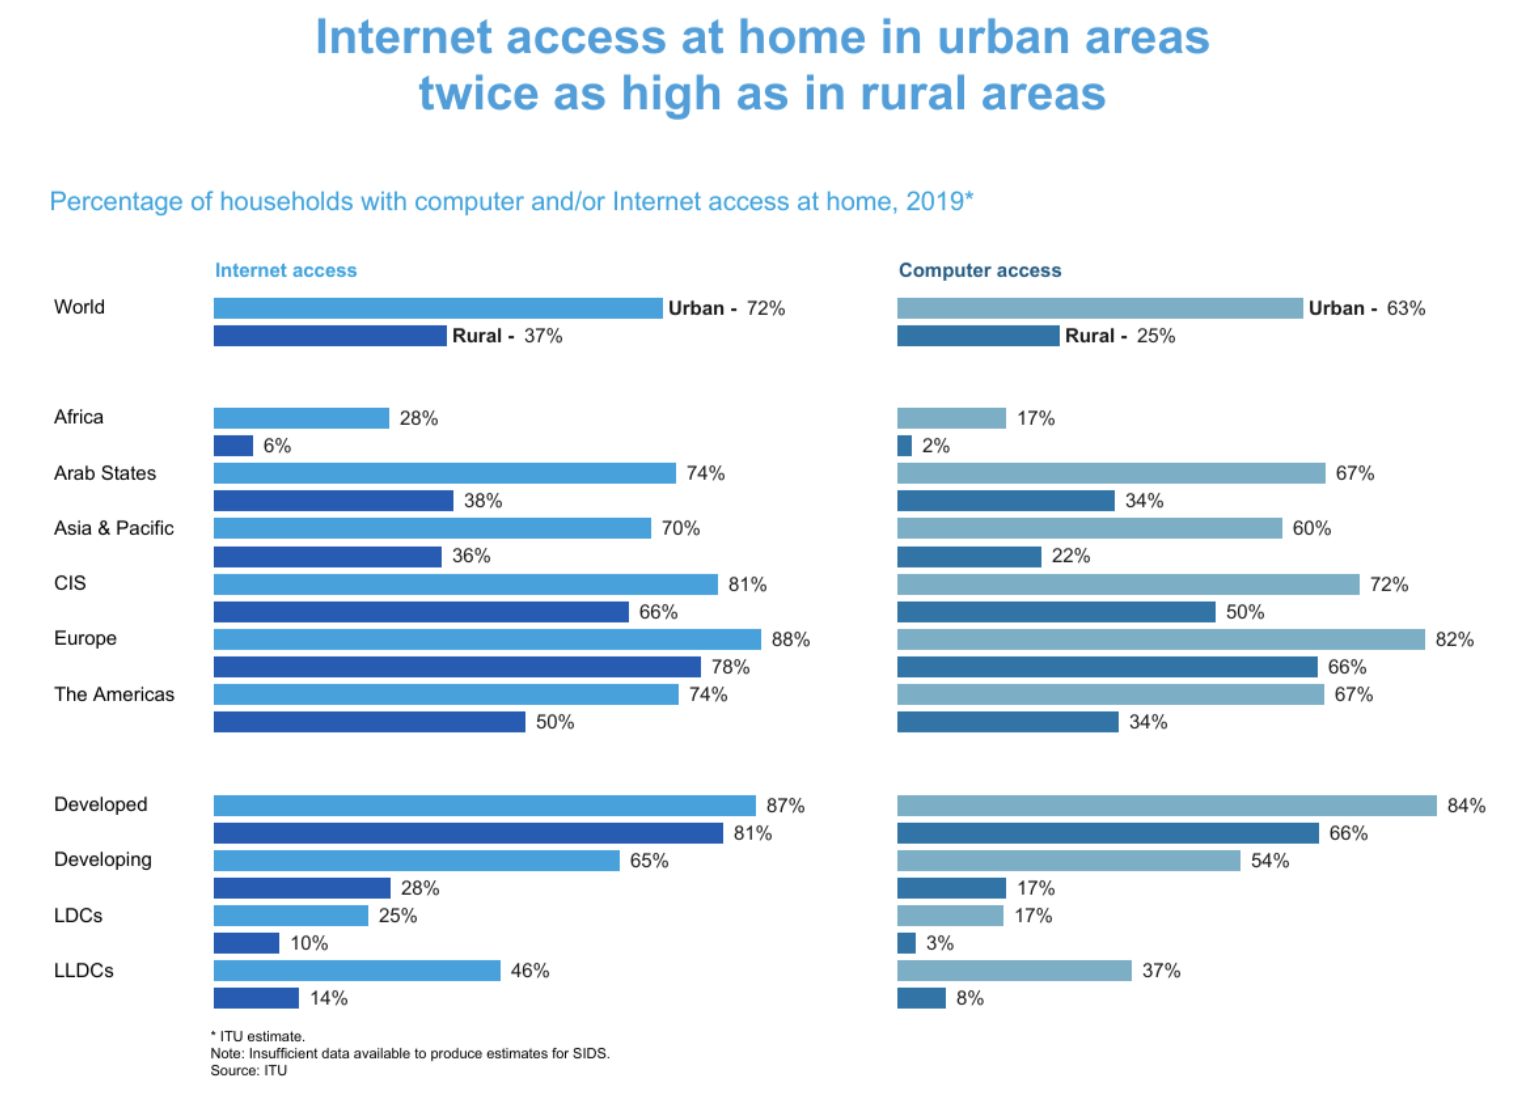 Internet access at home in urban areas
twice as high as in rural areas
Percentage of households with computer and/or Internet access at home, 2019*
Internet access
Computer access
World
Urban - 72%
Urban - 63%
Rural - 37%
Rural - 25%
Africa
28%
17%
6%
2%
Arab States
74%
67%
38%
34%
Asia & Pacific
70%
60%
36%
22%
CIS
81%
72%
66%
50%
Europe
88%
82%
78%
66%
The Americas
74%
67%
50%
34%
Developed
87%
84%
81%
66%
Developing
65%
54%
28%
17%
LDCs
25%
17%
10%
3%
LLDCs
46%
37%
14%
8%
* ITU estimate.
Note: Insufficient data available to produce estimates for SIDS.
Source: ITU